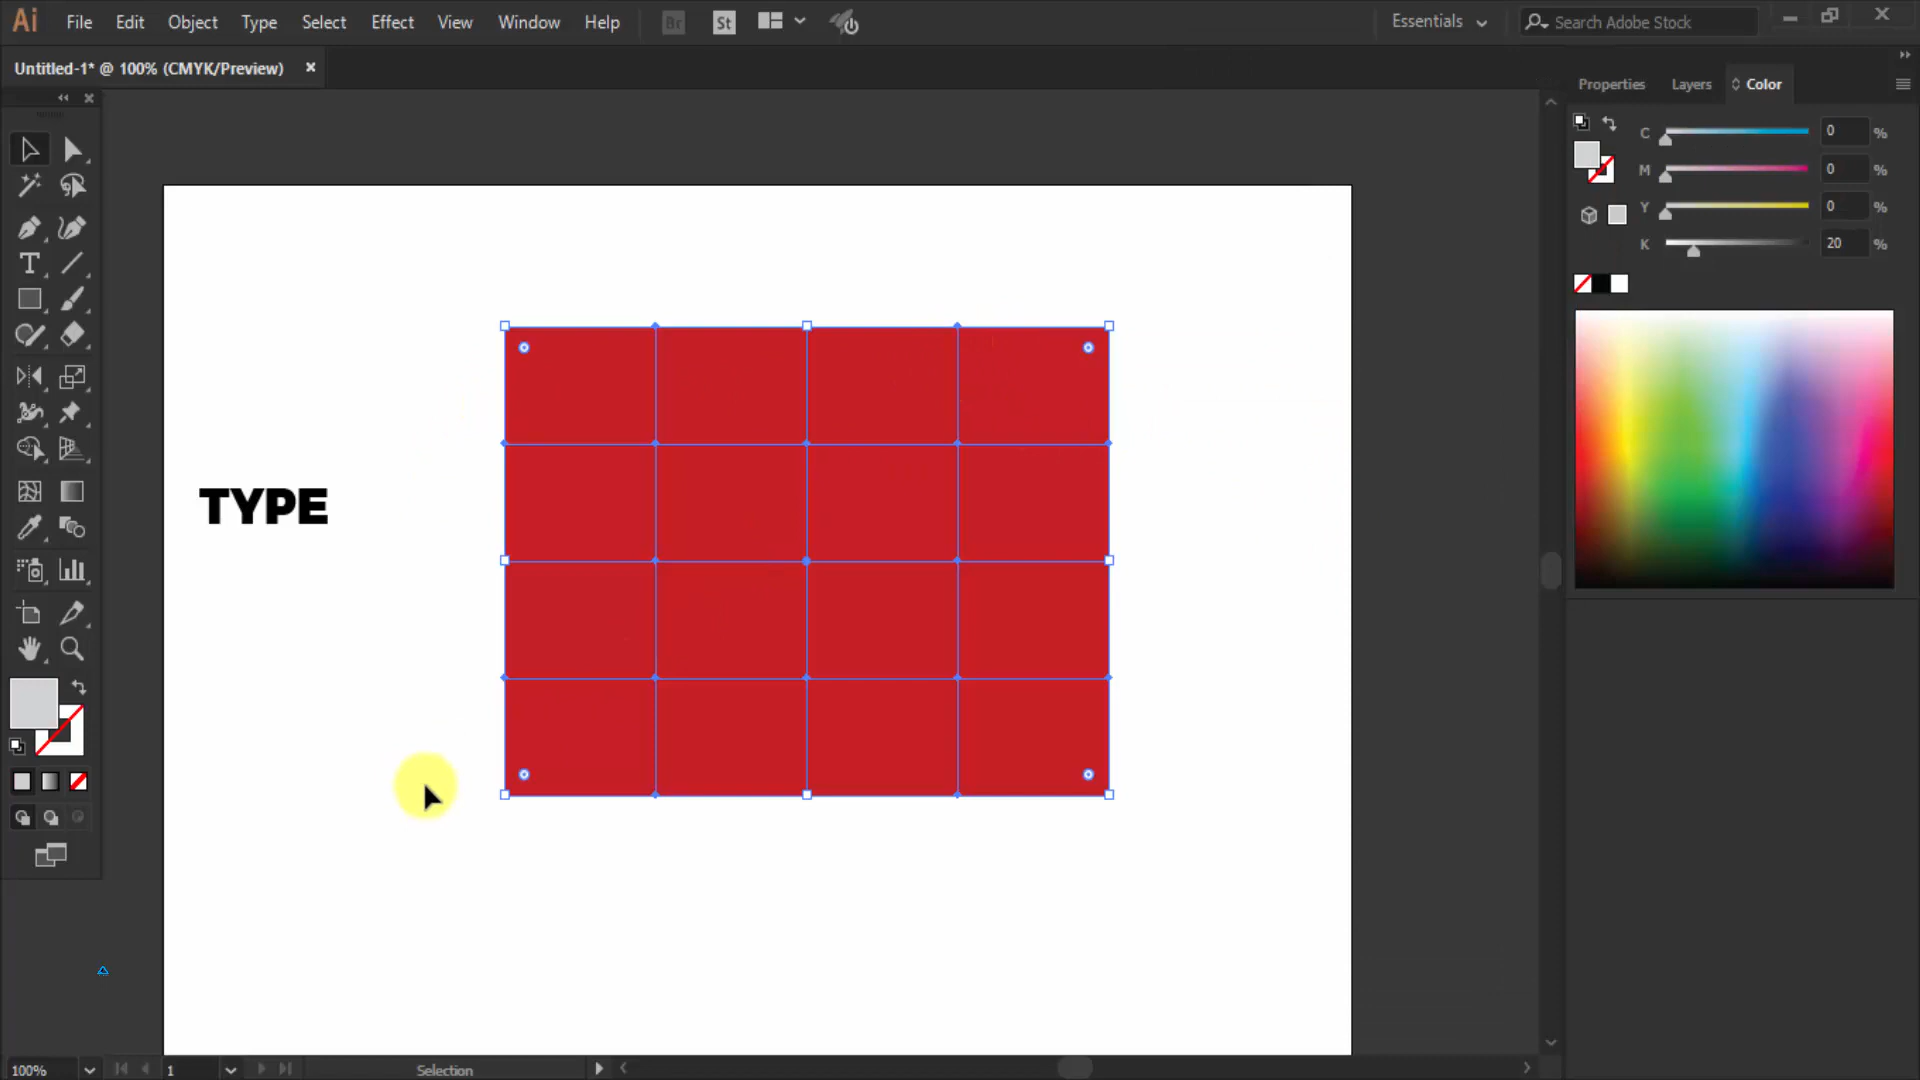 Ai File Edit Object Type Select Effect View Window Help Br St Essentials Search Adobe Stock
Untitled-1* @ 100% (CMYK/Preview)
Properties Layers Color
C 0 %
M 0 %
Y 0 %
K 20 %
TYPE
100% 1 Selection